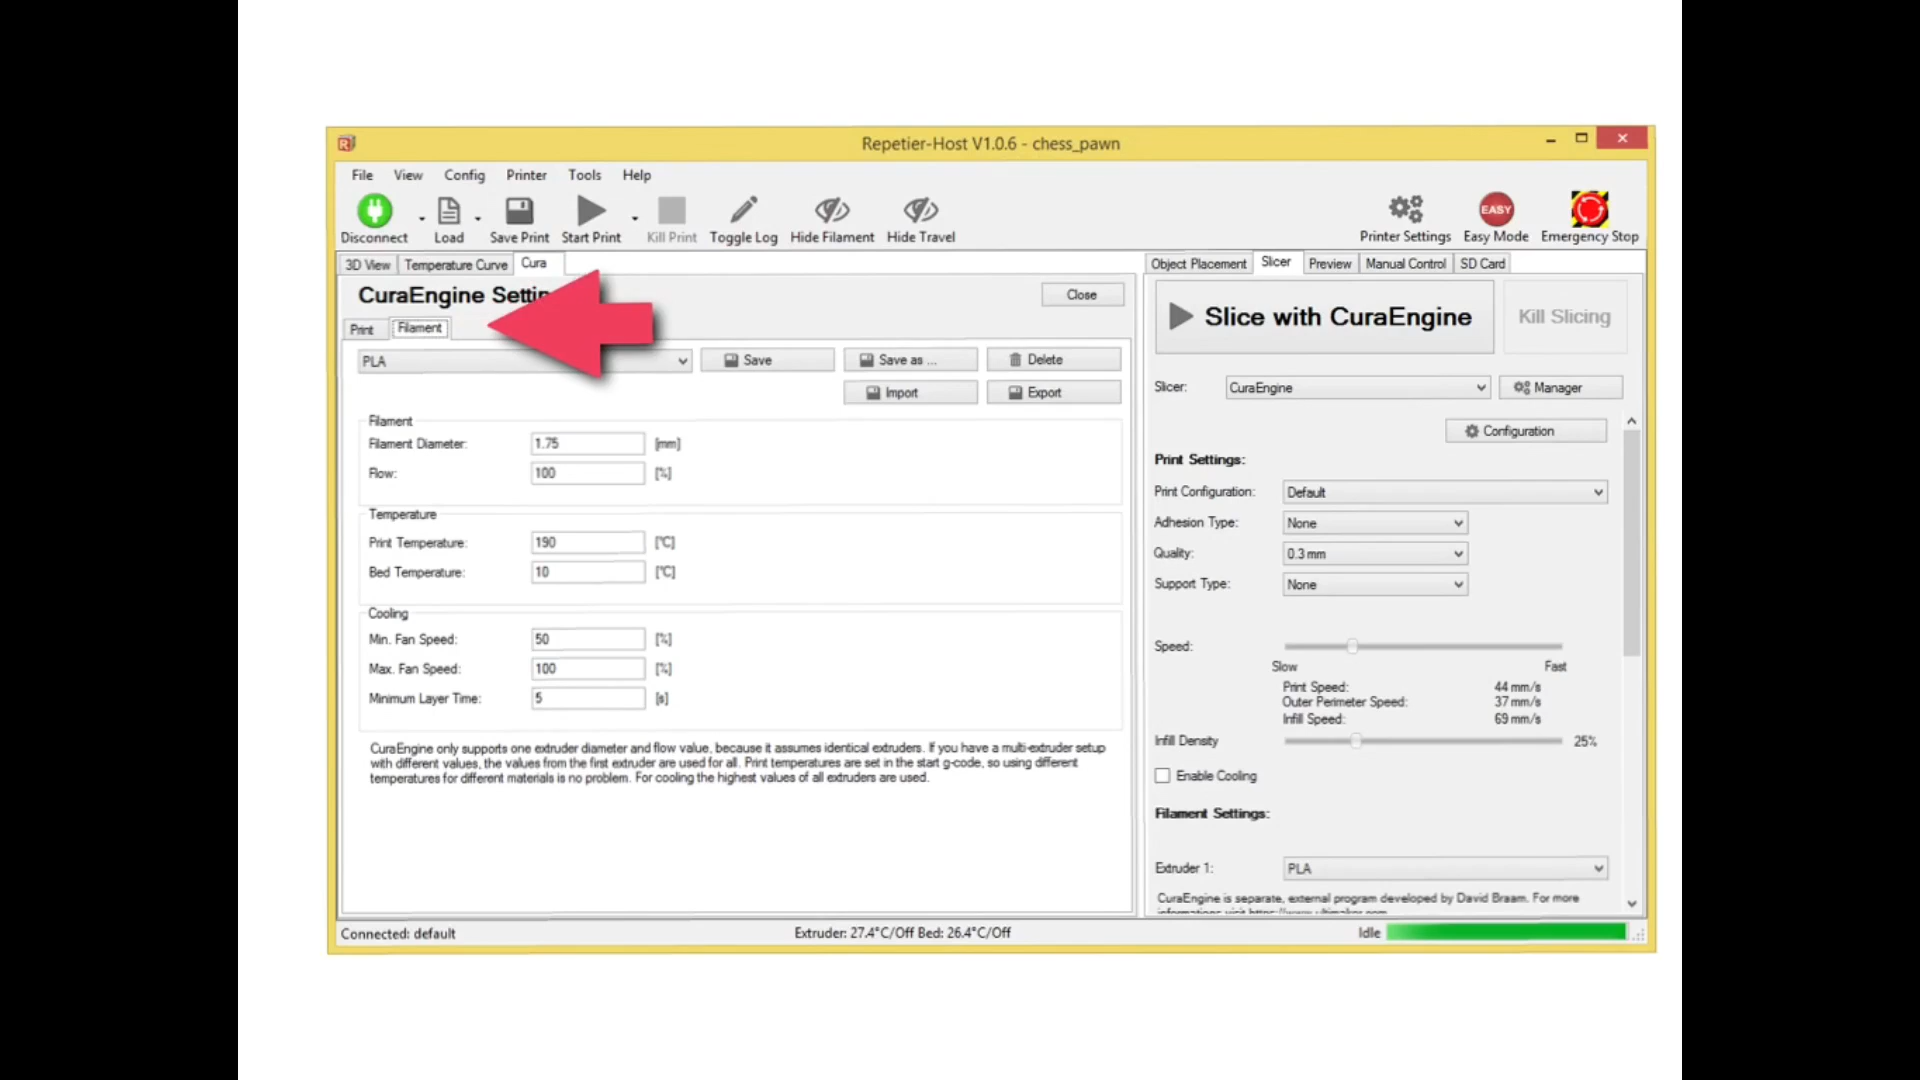 Repetier-Host V1.0.6 - chess_pawn
File View Config Printer Tools Help
Disconnect Load Save Print Start Print Kill Print Toggle Log Hide Filament Hide Travel Printer Settings EASY Easy Mode Emergency Stop
3D View Temperature Curve Cura
Object Placement Slicer Preview Manual Control SD Card
CuraEngine Settin
Close
Print Filament
PLA Save Save as ... Delete
Import Export
Filament
Filament Diameter: 1.75 [mm]
Flow: 100 [%]
Temperature
Print Temperature: 190 [°C]
Bed Temperature: 10 [°C]
Cooling
Min. Fan Speed: 50 [%]
Max. Fan Speed: 100 [%]
Minimum Layer Time: 5 [s]
CuraEngine only supports one extruder diameter and flow value, because it assumes identical extruders. If you have a multi-extruder setup
with different values, the values from the first extruder are used for all. Print temperatures are set in the start g-code, so using different
temperatures for different materials is no problem. For cooling the highest values of all extruders are used.
Slice with CuraEngine Kill Slicing
Slicer: CuraEngine Manager
Configuration
Print Settings:
Print Configuration: Default
Adhesion Type: None
Quality: 0.3 mm
Support Type: None
Speed:
Slow Fast
Print Speed: 44 mm/s
Outer Perimeter Speed: 37 mm/s
Infill Speed: 69 mm/s
Infill Density 25%
Enable Cooling
Filament Settings:
Extruder 1: PLA
CuraEngine is separate, external program developed by David Braam. For more
informations visit https://www.ultimaker.com
Connected: default Extruder: 27.4°C/Off Bed: 26.4°C/Off Idle